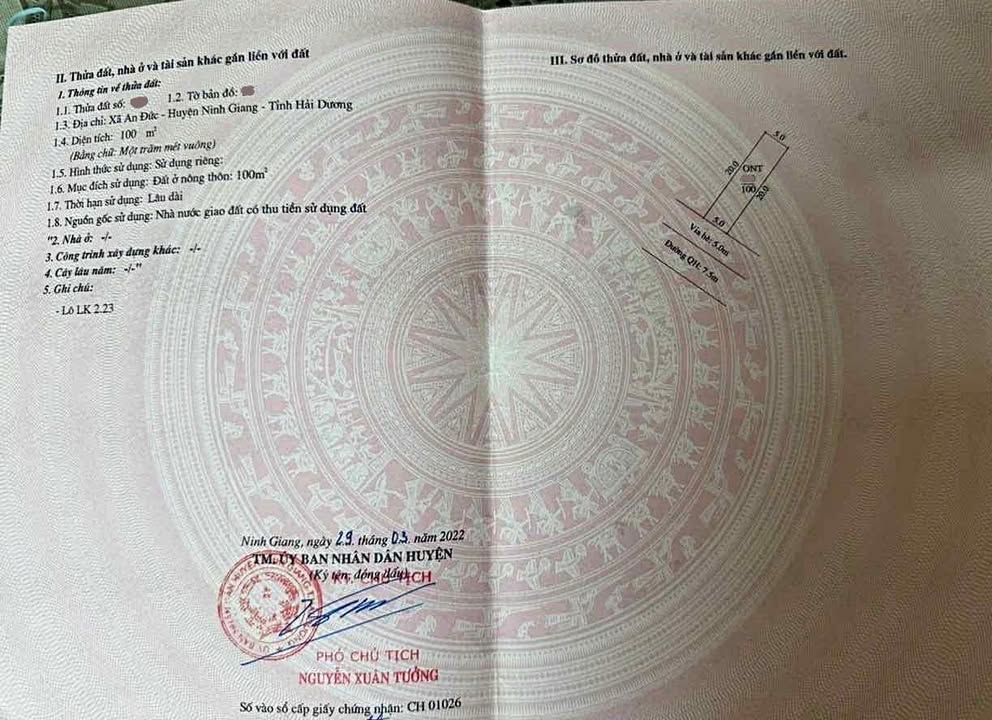 II. Thửa đất, nhà ở và tài sản khác gắn liền với đất
1. Thông tin về thửa đất:
1.1. Thửa đất số: 1.2. Tờ bản đồ:
1.3. Địa chỉ: Xã An Đức - Huyện Ninh Giang - Tỉnh Hải Dương
1.4. Diện tích: 100 m²
(Bằng chữ: Một trăm mét vuông)
1.5. Hình thức sử dụng: Sử dụng riêng:
1.6. Mục đích sử dụng: Đất ở nông thôn: 100m²
1.7. Thời hạn sử dụng: Lâu dài
1.8. Nguồn gốc sử dụng: Nhà nước giao đất có thu tiền sử dụng đất
"2. Nhà ở: -/-
3. Công trình xây dựng khác: -/-
4. Cây lâu năm: -/-"
5. Ghi chú:
- Lô LK 2.23
Ninh Giang, ngày 29. tháng 03. năm 2022
TM. ỦY BAN NHÂN DÂN HUYỆN
(Ký tên, đóng dấu)
KT. CHỦ TỊCH
PHÓ CHỦ TỊCH
NGUYỄN XUÂN TƯỞNG
Số vào sổ cấp giấy chứng nhận: CH 01026
III. Sơ đồ thửa đất, nhà ở và tài sản khác gắn liền với đất.
5.0
20.0
ONT
100
20.0
5.0
Vỉa hè: 5.0m
Đường QH: 7.5m